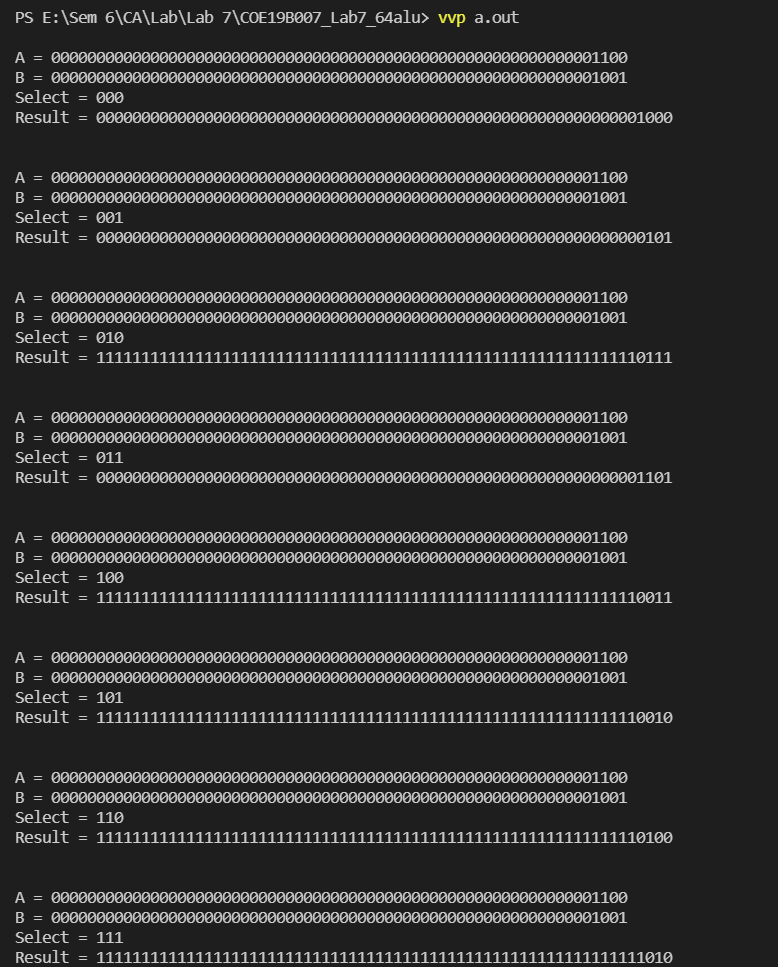 PS E:\Sem 6\CA\Lab\Lab 7\COE19B007_Lab7_64alu> vvp a.out
A = 0000000000000000000000000000000000000000000000000000000000001100
B = 0000000000000000000000000000000000000000000000000000000000001001
Select = 000
Result = 0000000000000000000000000000000000000000000000000000000000001000
A = 0000000000000000000000000000000000000000000000000000000000001100
B = 0000000000000000000000000000000000000000000000000000000000001001
Select = 001
Result = 0000000000000000000000000000000000000000000000000000000000000101
A = 0000000000000000000000000000000000000000000000000000000000001100
B = 0000000000000000000000000000000000000000000000000000000000001001
Select = 010
Result = 1111111111111111111111111111111111111111111111111111111111110111
A = 0000000000000000000000000000000000000000000000000000000000001100
B = 0000000000000000000000000000000000000000000000000000000000001001
Select = 011
Result = 0000000000000000000000000000000000000000000000000000000000001101
A = 0000000000000000000000000000000000000000000000000000000000001100
B = 0000000000000000000000000000000000000000000000000000000000001001
Select = 100
Result = 1111111111111111111111111111111111111111111111111111111111110011
A = 0000000000000000000000000000000000000000000000000000000000001100
B = 0000000000000000000000000000000000000000000000000000000000001001
Select = 101
Result = 1111111111111111111111111111111111111111111111111111111111110010
A = 0000000000000000000000000000000000000000000000000000000000001100
B = 0000000000000000000000000000000000000000000000000000000000001001
Select = 110
Result = 1111111111111111111111111111111111111111111111111111111111110100
A = 0000000000000000000000000000000000000000000000000000000000001100
B = 0000000000000000000000000000000000000000000000000000000000001001
Select = 111
Result = 1111111111111111111111111111111111111111111111111111111111111010